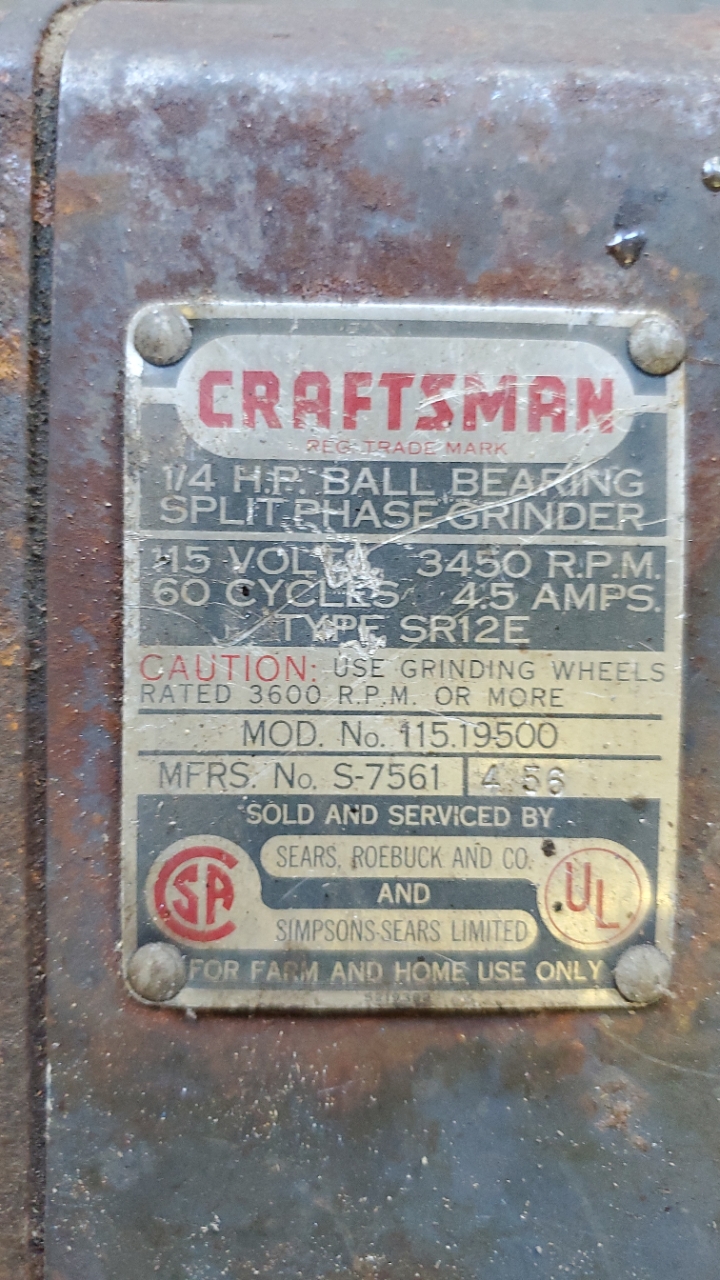 CRAFTSMAN
REG. TRADE MARK
1/4 H.P. BALL BEARING
SPLIT PHASE GRINDER
115 VOLTS. 3450 R.P.M.
60 CYCLES 4.5 AMPS.
TYPE SR12E
CAUTION: USE GRINDING WHEELS
RATED 3600 R.P.M. OR MORE
MOD. No. 115.19500
MFRS. No. S-7561 4 56
SOLD AND SERVICED BY
SA
SEARS, ROEBUCK AND CO.
UL
AND
SIMPSONS-SEARS LIMITED
FOR FARM AND HOME USE ONLY